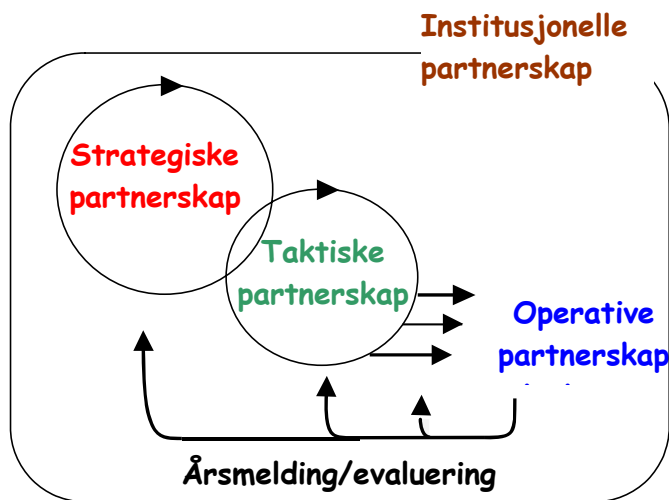 Institusjonelle
partnerskap
Strategiske
partnerskap
Taktiske
partnerskap
Operative
partnerskap
Årsmelding/evaluering